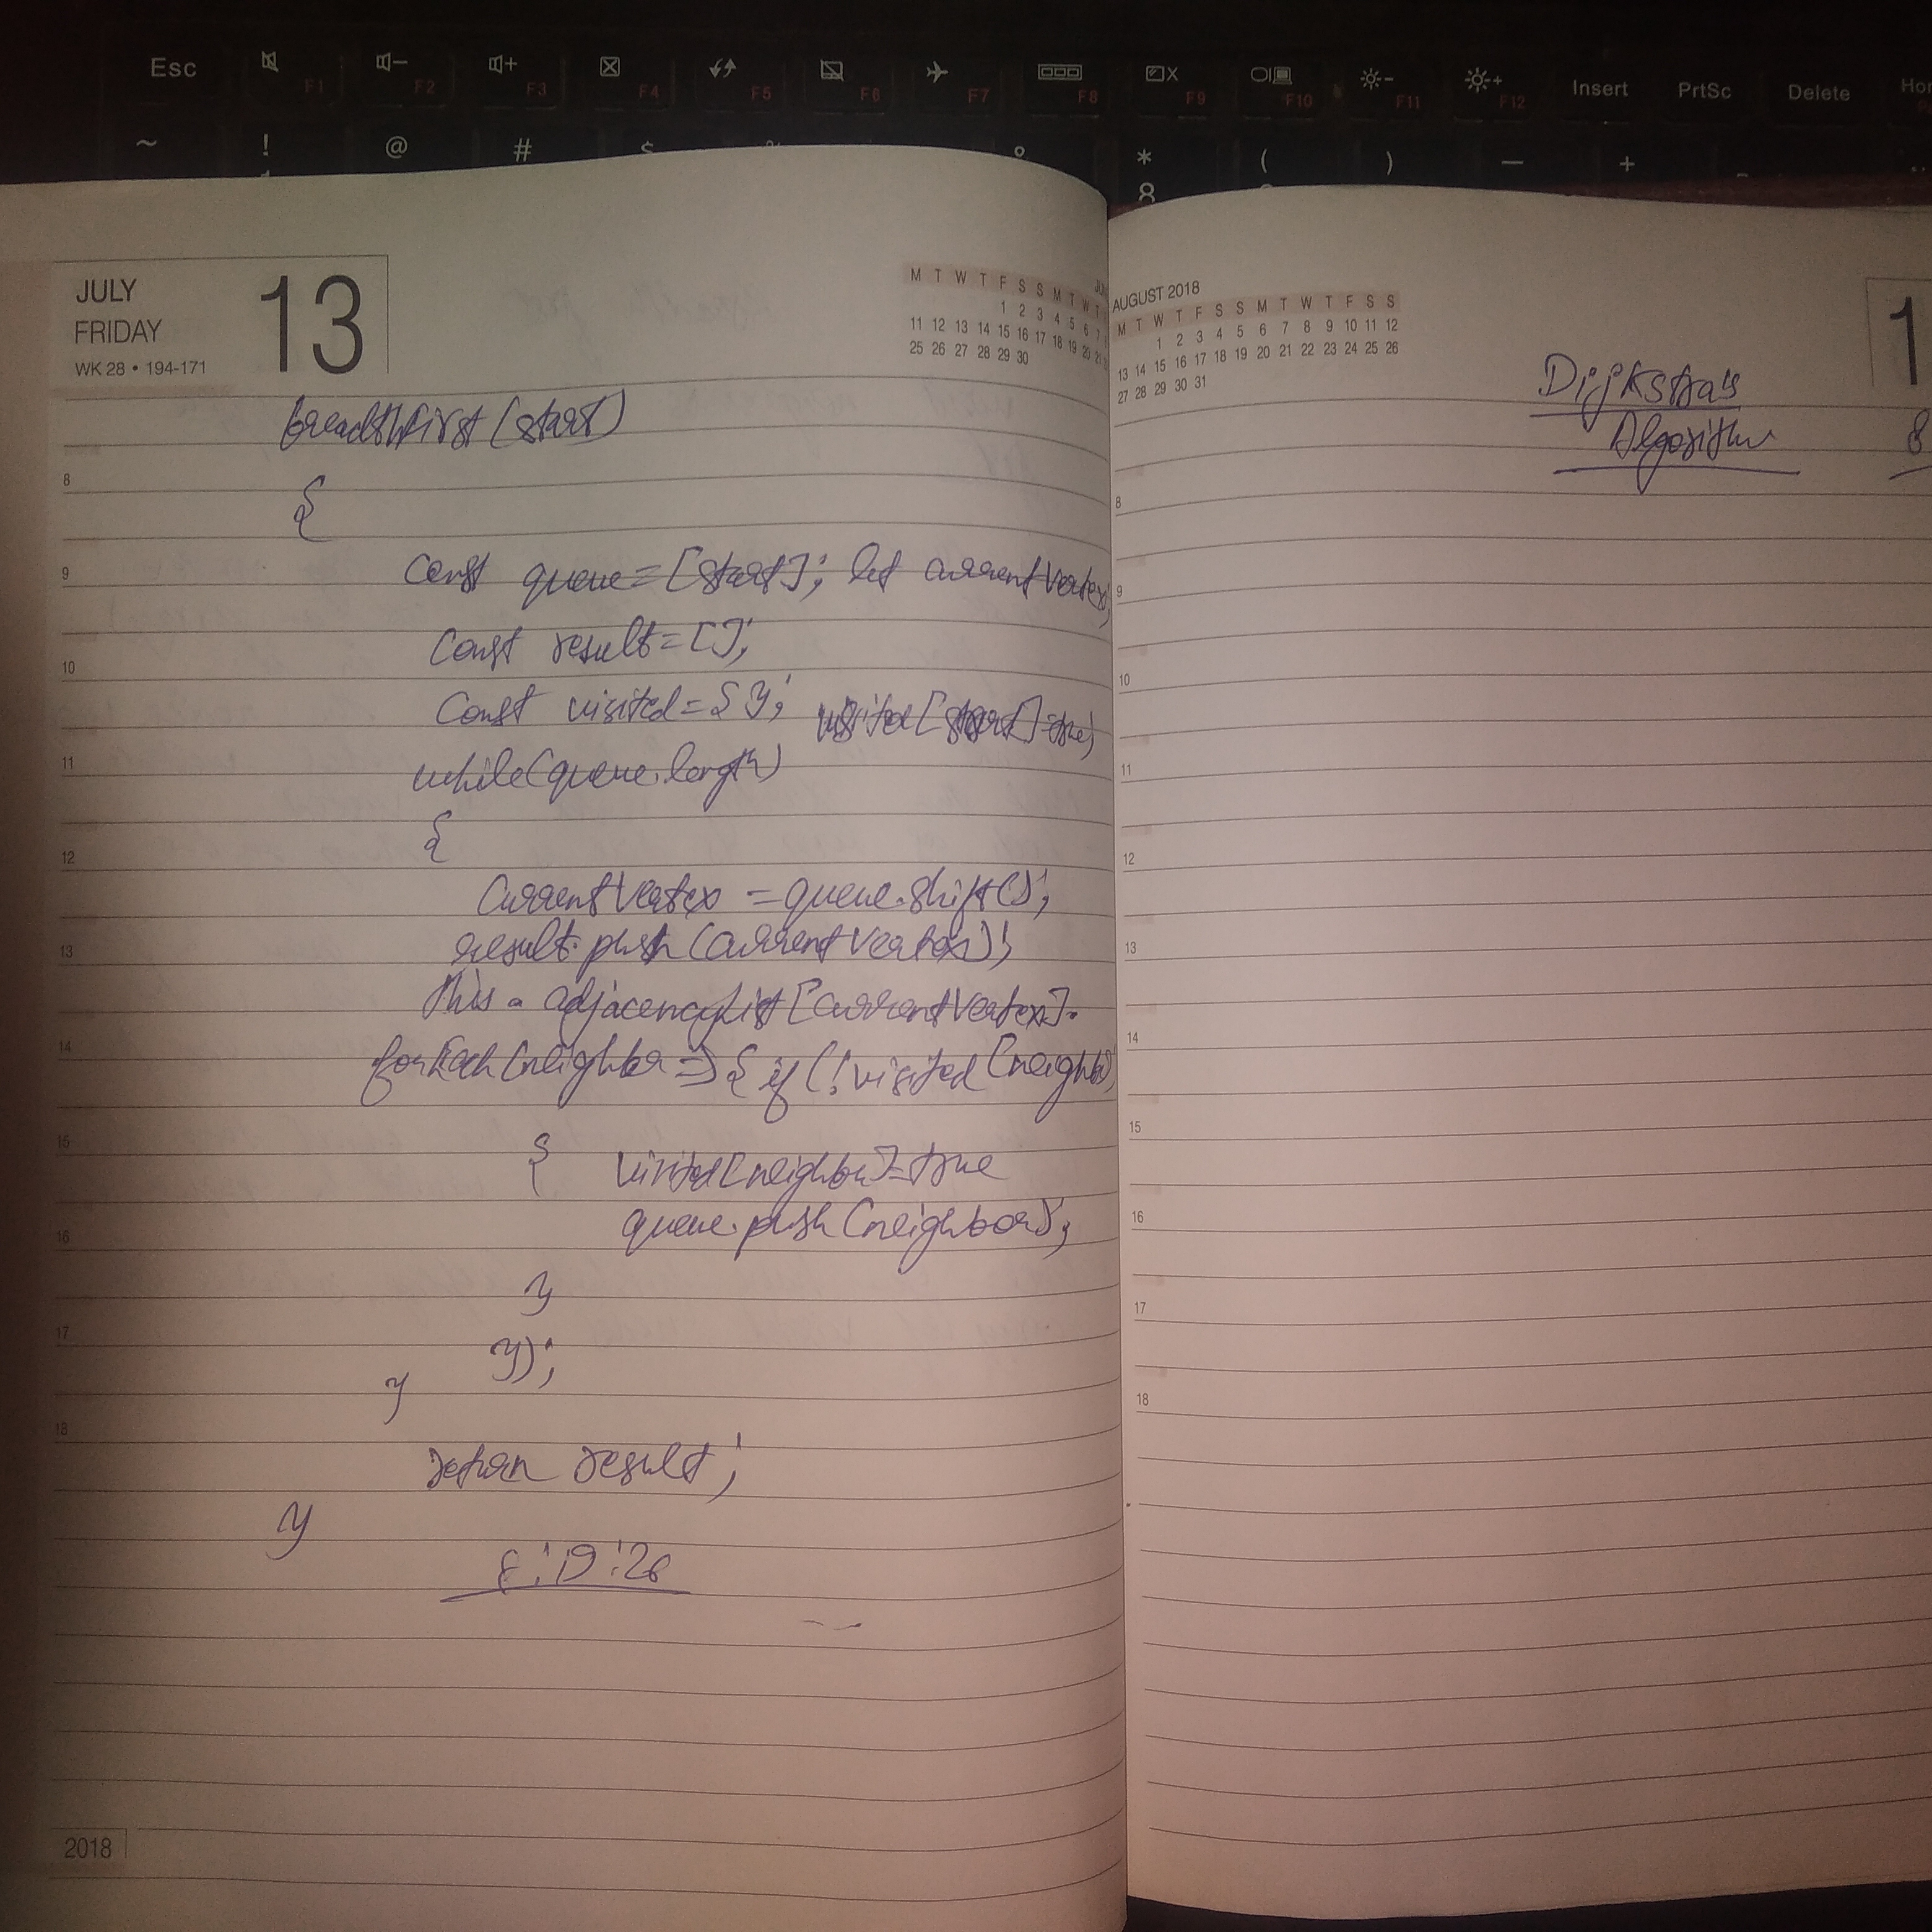 Esc F1 F2 F3 F4 F5 F6 F7 F8 X F9 F10 F11 F12 Insert PrtSc Delete
~ ! @ # $ * ( ) — +
8
JULY
FRIDAY
WK 28 • 194-171
13
M T W T F S S M T W T
1 2 3 4 5 6 7
11 12 13 14 15 16 17 18 19 20 21
25 26 27 28 29 30
breadthfirst(start)
8
{
9
const queue=[start]; let currentVertex;
Const result=[];
10
Const visited={}; visited[start]=true;
11
while(queue.length)
{
12
CurrentVertex = queue.shift();
result.push(currentVertex);
13
this.adjacencyList[currentVertex].
14
forEach(neighbor=>{if(!visited[neighbor]
15
{ visited[neighbor]=true
queue.push(neighbor);
16
}
17
});
}
18
return result;
}
2018
AUGUST 2018
M T W T F S S M T W T F S S
1 2 3 4 5 6 7 8 9 10 11 12
13 14 15 16 17 18 19 20 21 22 23 24 25 26
27 28 29 30 31
1
Dijkstra's
Algorithm
8
9
10
11
12
13
14
15
16
17
18